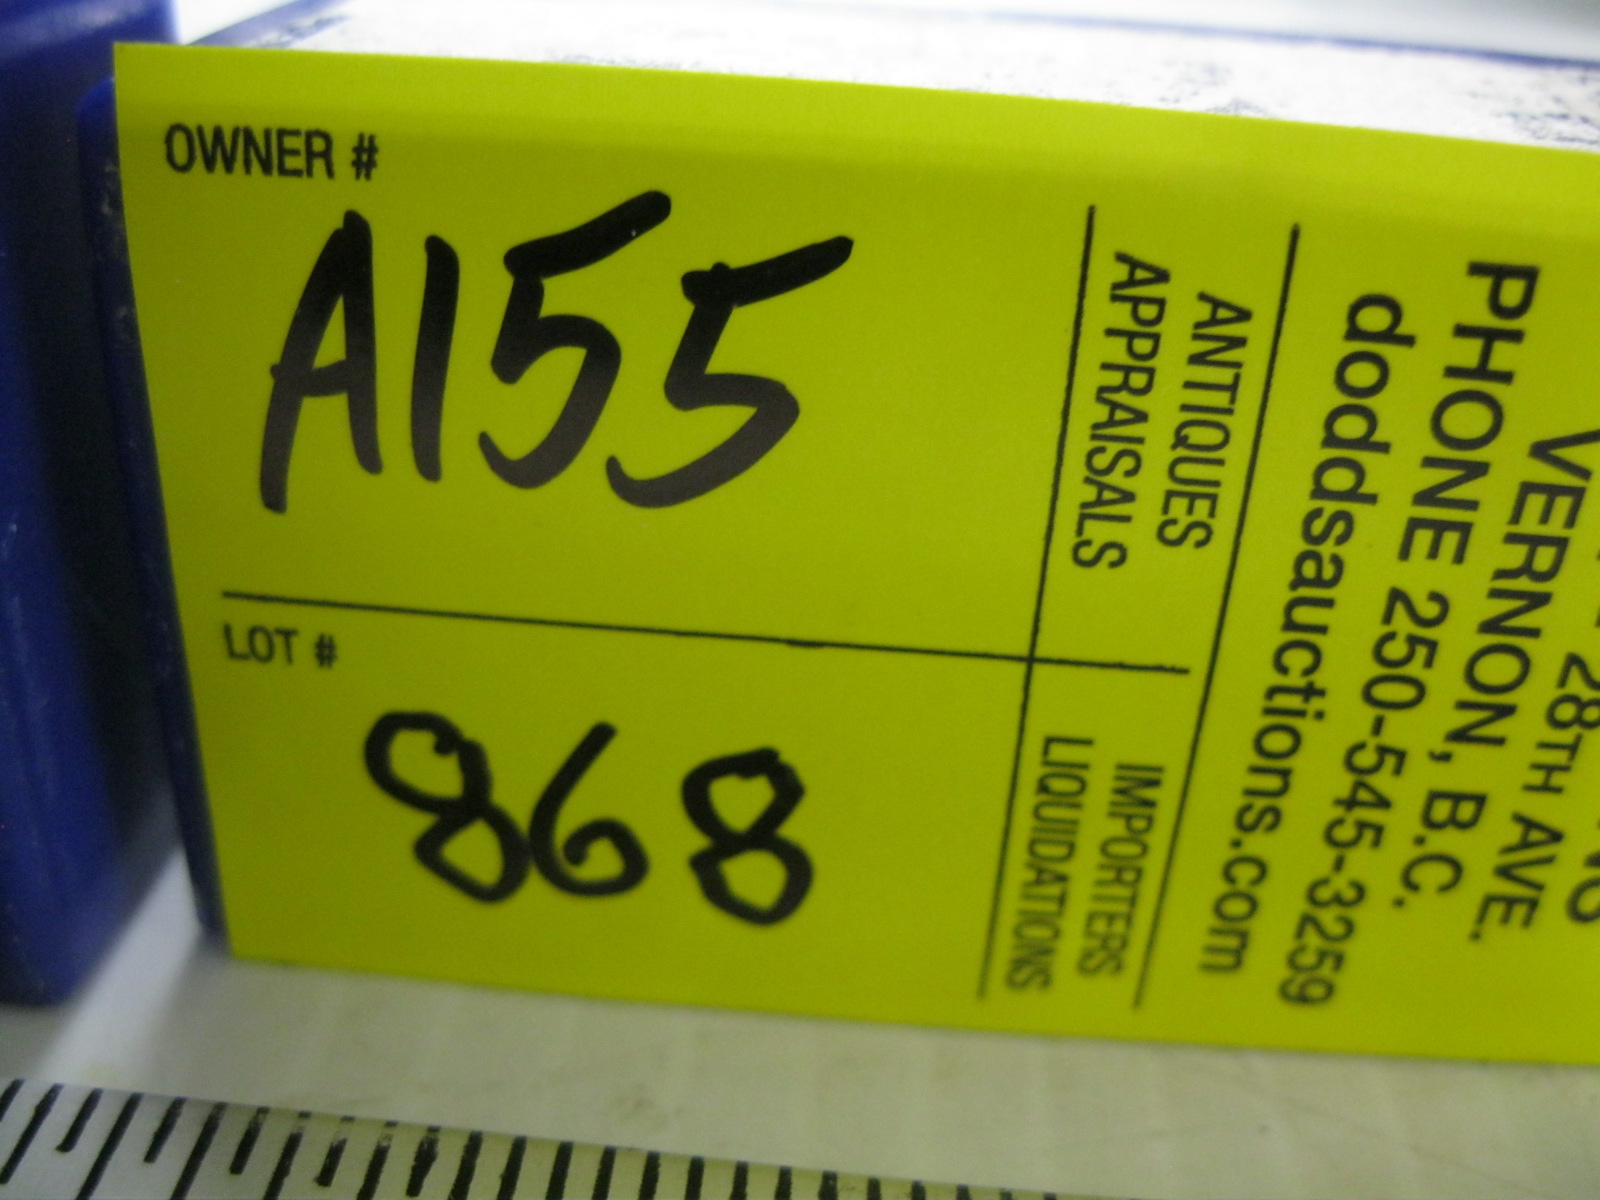 OWNER #
A155
LOT #
868
ANTIQUES
APPRAISALS
IMPORTERS
LIQUIDATIONS
28TH AVE.
VERNON, B.C.
PHONE 250-545-3259
doddsauctions.com